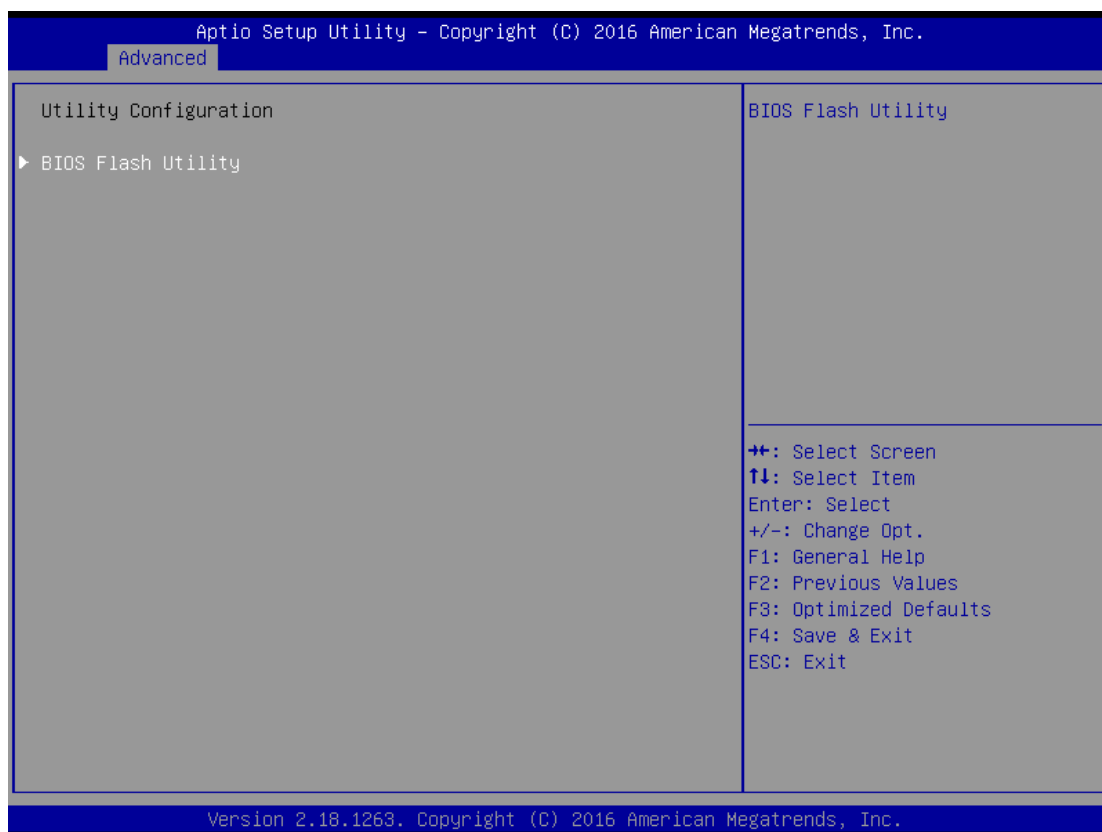 Aptio Setup Utility – Copyright (C) 2016 American Megatrends, Inc.
Advanced
Utility Configuration
▶ BIOS Flash Utility
BIOS Flash Utility
→←: Select Screen
↑↓: Select Item
Enter: Select
+/-: Change Opt.
F1: General Help
F2: Previous Values
F3: Optimized Defaults
F4: Save & Exit
ESC: Exit
Version 2.18.1263. Copyright (C) 2016 American Megatrends, Inc.